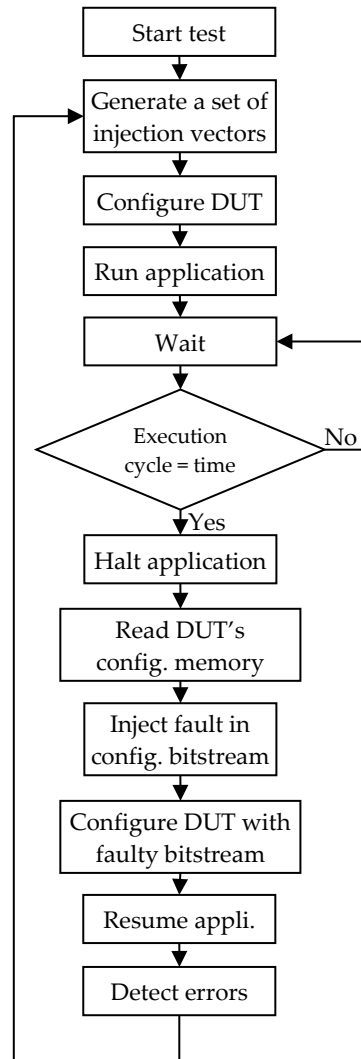 Start test
Generate a set of
injection vectors
Configure DUT
Run application
Wait
Execution
cycle = time
No
Yes
Halt application
Read DUT’s
config. memory
Inject fault in
config. bitstream
Configure DUT with
faulty bitstream
Resume appli.
Detect errors